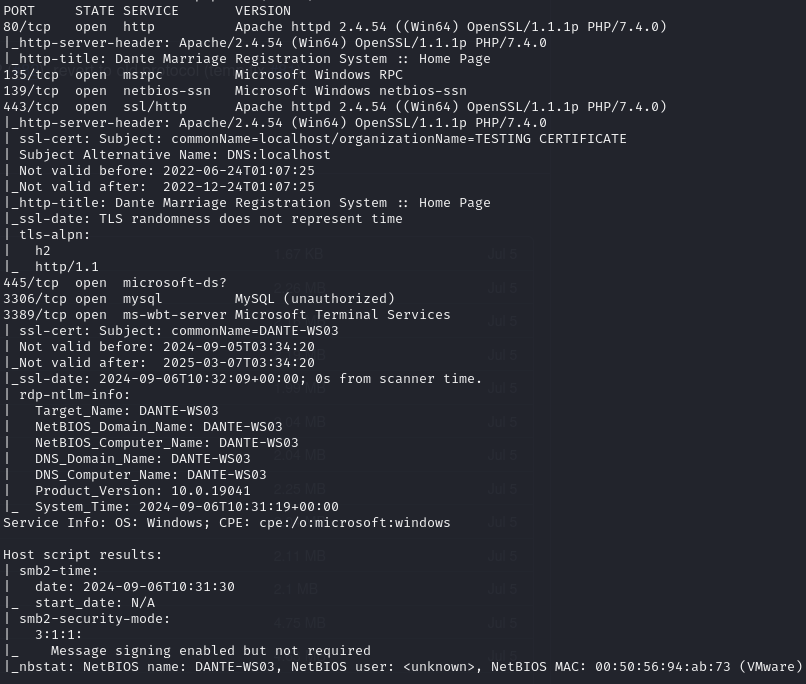 PORT     STATE SERVICE       VERSION
80/tcp   open  http          Apache httpd 2.4.54 ((Win64) OpenSSL/1.1.1p PHP/7.4.0)
|_http-server-header: Apache/2.4.54 (Win64) OpenSSL/1.1.1p PHP/7.4.0
|_http-title: Dante Marriage Registration System :: Home Page
135/tcp  open  msrpc         Microsoft Windows RPC
139/tcp  open  netbios-ssn   Microsoft Windows netbios-ssn
443/tcp  open  ssl/http      Apache httpd 2.4.54 ((Win64) OpenSSL/1.1.1p PHP/7.4.0)
|_http-server-header: Apache/2.4.54 (Win64) OpenSSL/1.1.1p PHP/7.4.0
| ssl-cert: Subject: commonName=localhost/organizationName=TESTING CERTIFICATE
| Subject Alternative Name: DNS:localhost
| Not valid before: 2022-06-24T01:07:25
|_Not valid after:  2022-12-24T01:07:25
|_http-title: Dante Marriage Registration System :: Home Page
|_ssl-date: TLS randomness does not represent time
| tls-alpn:
|   h2
|_  http/1.1
445/tcp  open  microsoft-ds?
3306/tcp open  mysql         MySQL (unauthorized)
3389/tcp open  ms-wbt-server Microsoft Terminal Services
| ssl-cert: Subject: commonName=DANTE-WS03
| Not valid before: 2024-09-05T03:34:20
|_Not valid after:  2025-03-07T03:34:20
|_ssl-date: 2024-09-06T10:32:09+00:00; 0s from scanner time.
| rdp-ntlm-info:
|   Target_Name: DANTE-WS03
|   NetBIOS_Domain_Name: DANTE-WS03
|   NetBIOS_Computer_Name: DANTE-WS03
|   DNS_Domain_Name: DANTE-WS03
|   DNS_Computer_Name: DANTE-WS03
|   Product_Version: 10.0.19041
|_  System_Time: 2024-09-06T10:31:19+00:00
Service Info: OS: Windows; CPE: cpe:/o:microsoft:windows

Host script results:
| smb2-time:
|   date: 2024-09-06T10:31:30
|_  start_date: N/A
| smb2-security-mode:
|   3:1:1:
|_    Message signing enabled but not required
|_nbstat: NetBIOS name: DANTE-WS03, NetBIOS user: <unknown>, NetBIOS MAC: 00:50:56:94:ab:73 (VMware)